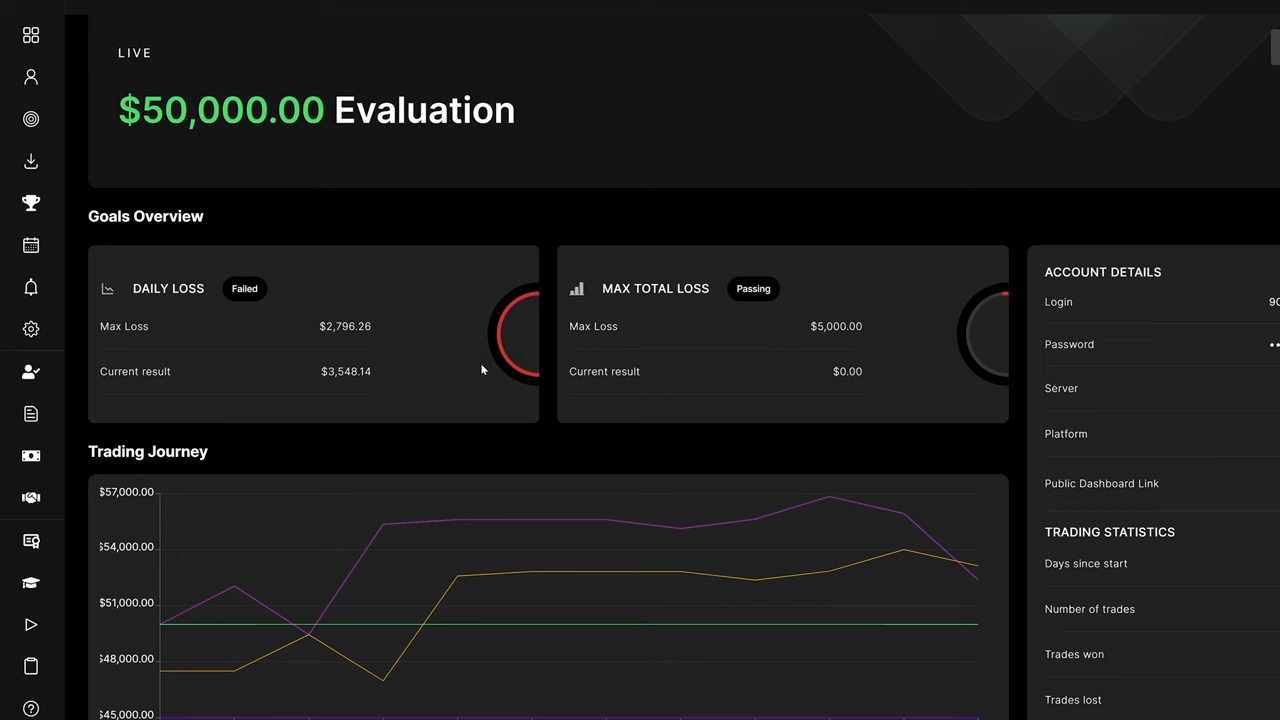 LIVE
$50,000.00 Evaluation
Goals Overview
DAILY LOSS Failed
Max Loss $2,796.26
Current result $3,548.14
MAX TOTAL LOSS Passing
Max Loss $5,000.00
Current result $0.00
Trading Journey
$57,000.00
$54,000.00
$51,000.00
$48,000.00
$45,000.00
ACCOUNT DETAILS
Login 90
Password
Server
Platform
Public Dashboard Link
TRADING STATISTICS
Days since start
Number of trades
Trades won
Trades lost